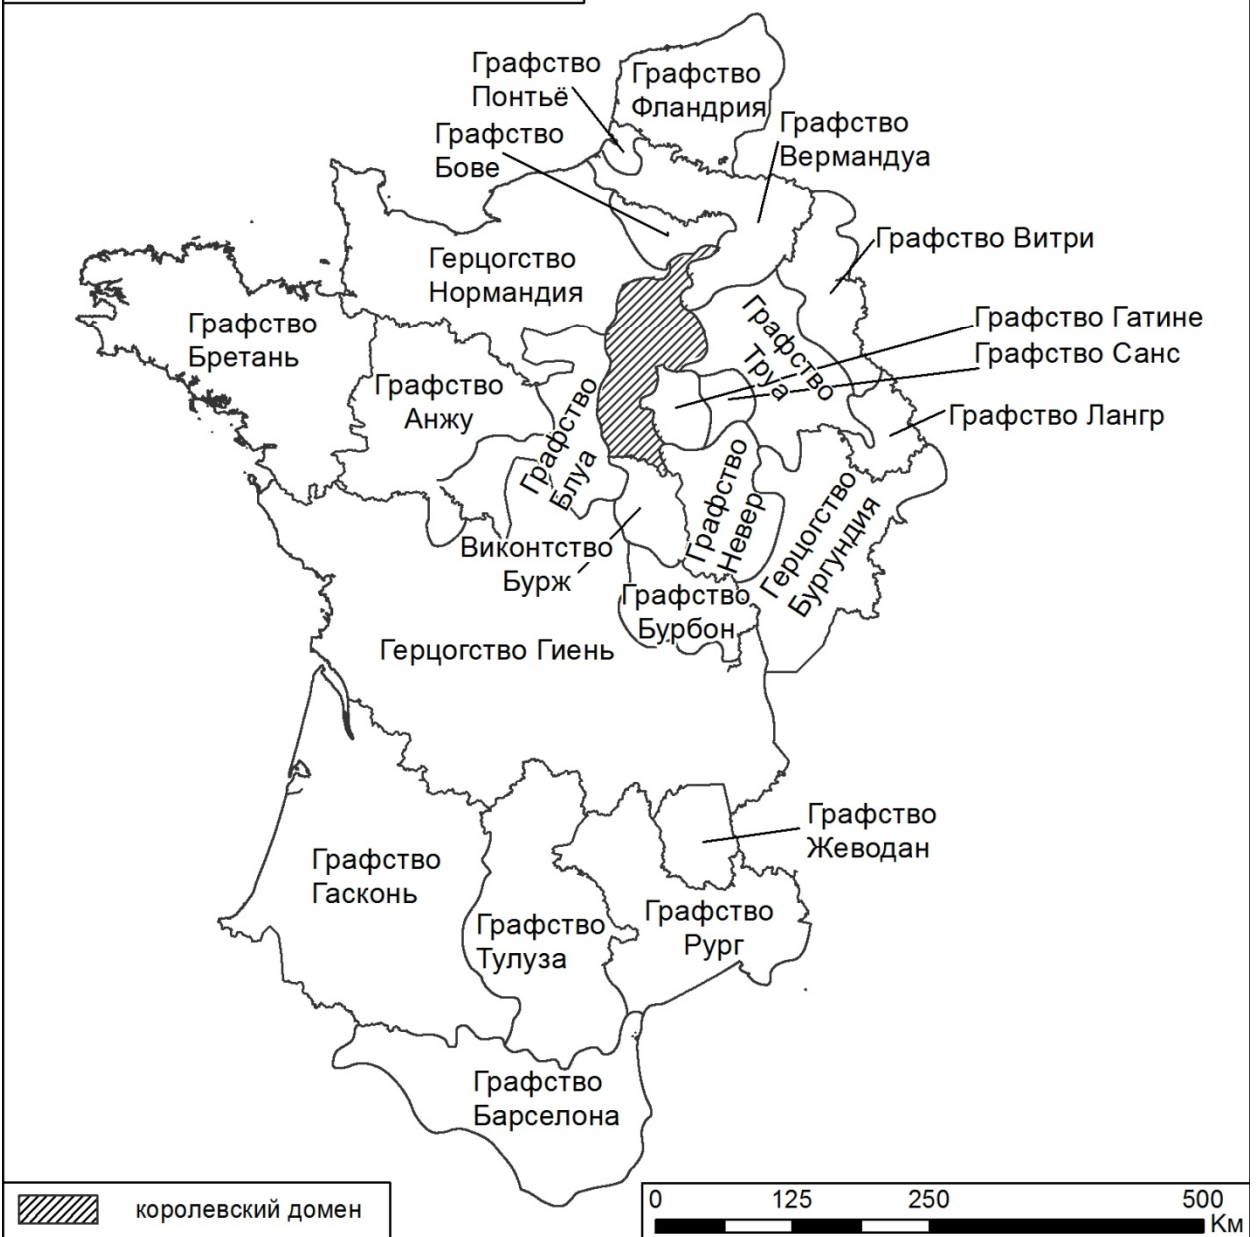 Графство
Понтьё
Графство
Фландрия
Графство
Бове
Графство
Вермандуа
Графство Витри
Герцогство
Нормандия
Графство
Труа
Графство Гатине
Графство Санс
Графство
Бретань
Графство
Анжу
Графство
Блуа
Графство Лангр
Графство
Невер
Герцогство
Бургундия
Виконтство
Бурж
Графство
Бурбон
Герцогство Гиень
Графство
Жеводан
Графство
Гасконь
Графство
Тулуза
Графство
Руг
Графство
Барселона
королевский домен
0 125 250 500
Км